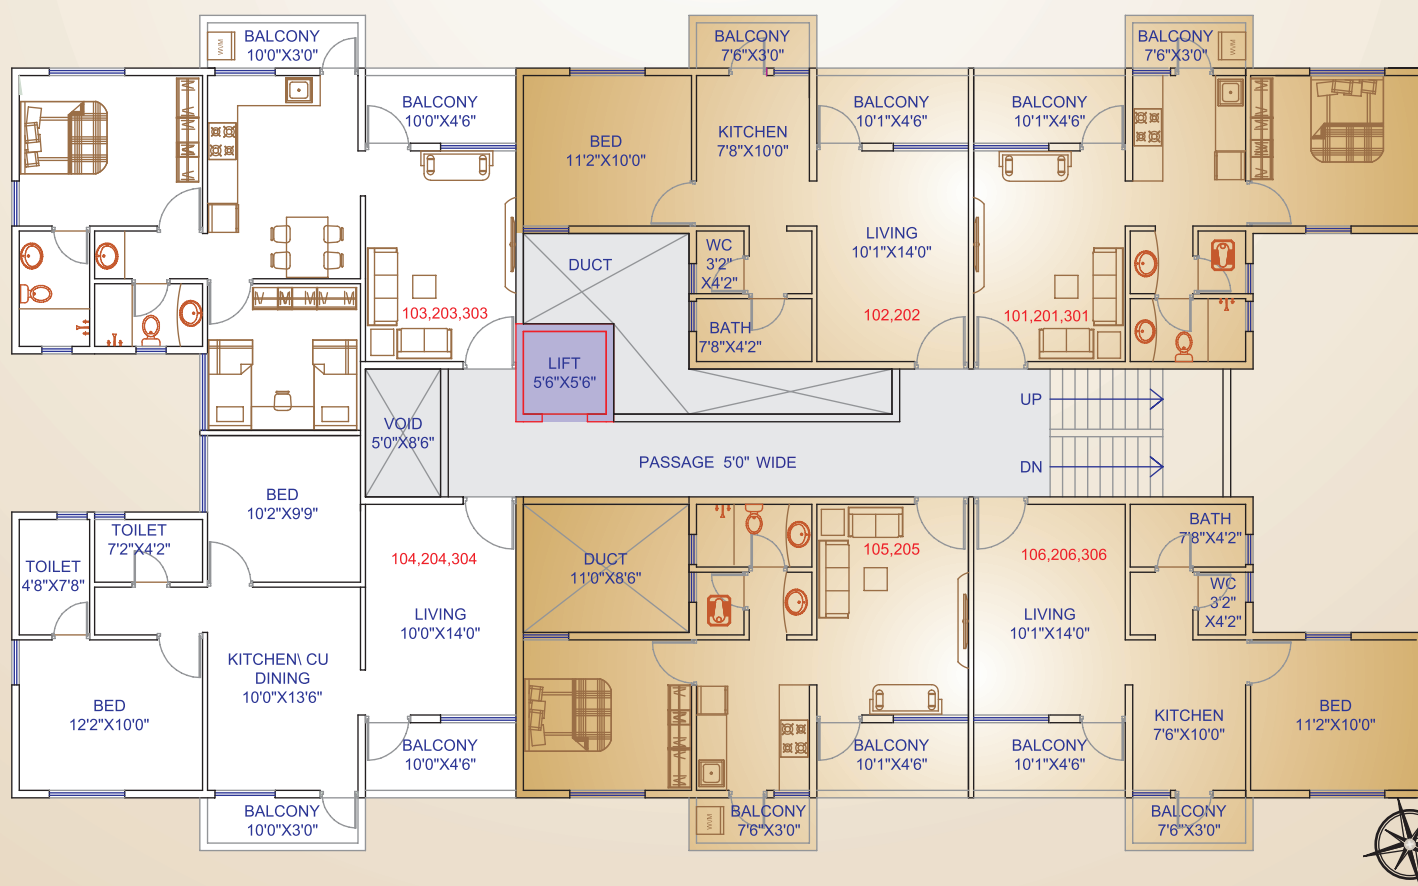 BALCONY
10'0"X3'0"
WVM
BALCONY
7'6"X3'0"
BALCONY
7'6"X3'0"
WVM
BALCONY
10'0"X4'6"
BALCONY
10'1"X4'6"
BALCONY
10'1"X4'6"
BED
11'2"X10'0"
KITCHEN
7'8"X10'0"
LIVING
10'1"X14'0"
WC
3'2"
X4'2"
DUCT
103,203,303
102,202
101,201,301
BATH
7'8"X4'2"
LIFT
5'6"X5'6"
UP
VOID
5'0"X8'6"
PASSAGE 5'0" WIDE
DN
BED
10'2"X9'9"
TOILET
7'2"X4'2"
TOILET
4'8"X7'8"
104,204,304
DUCT
11'0"X8'6"
105,205
106,206,306
BATH
7'8"X4'2"
WC
3'2"
X4'2"
LIVING
10'0"X14'0"
LIVING
10'1"X14'0"
KITCHEN\ CU
DINING
10'0"X13'6"
BED
12'2"X10'0"
KITCHEN
7'6"X10'0"
BED
11'2"X10'0"
BALCONY
10'0"X4'6"
BALCONY
10'1"X4'6"
BALCONY
10'1"X4'6"
BALCONY
10'0"X3'0"
WVM
BALCONY
7'6"X3'0"
BALCONY
7'6"X3'0"